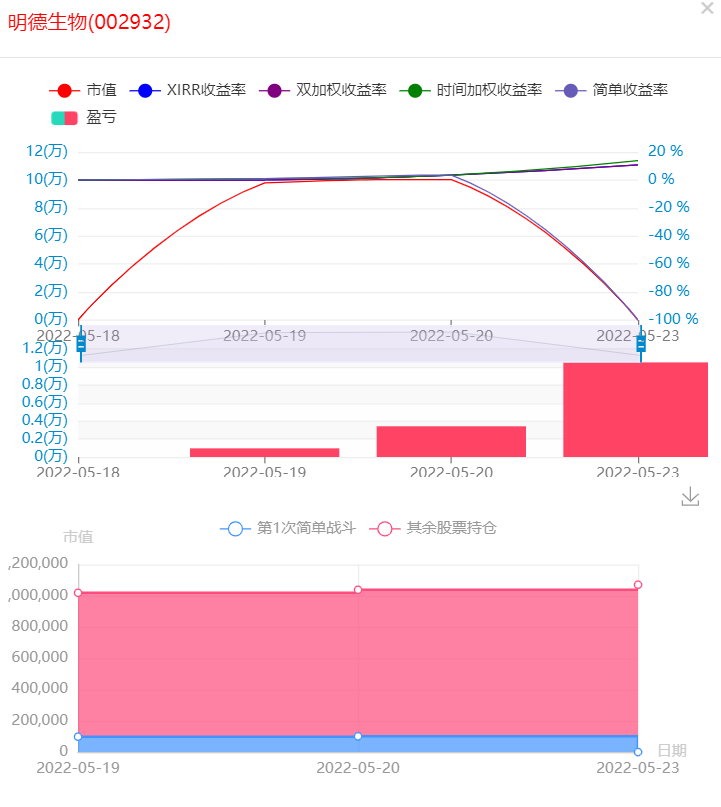 明德生物(002932)
市值 XIRR收益率 双加权收益率 时间加权收益率 简单收益率
盈亏
12(万) 20 %
10(万) 0 %
8(万) -20 %
6(万) -40 %
4(万) -60 %
2(万) -80 %
0(万) -100 %
2022-05-18 2022-05-19 2022-05-20 2022-05-23
1.2(万)
1(万)
0.8(万)
0.6(万)
0.4(万)
0.2(万)
0(万)
2022-05-18 2022-05-19 2022-05-20 2022-05-23
第1次简单战斗 其余股票持仓
市值
,200,000
,000,000
800,000
600,000
400,000
200,000
0 日期
2022-05-19 2022-05-20 2022-05-23